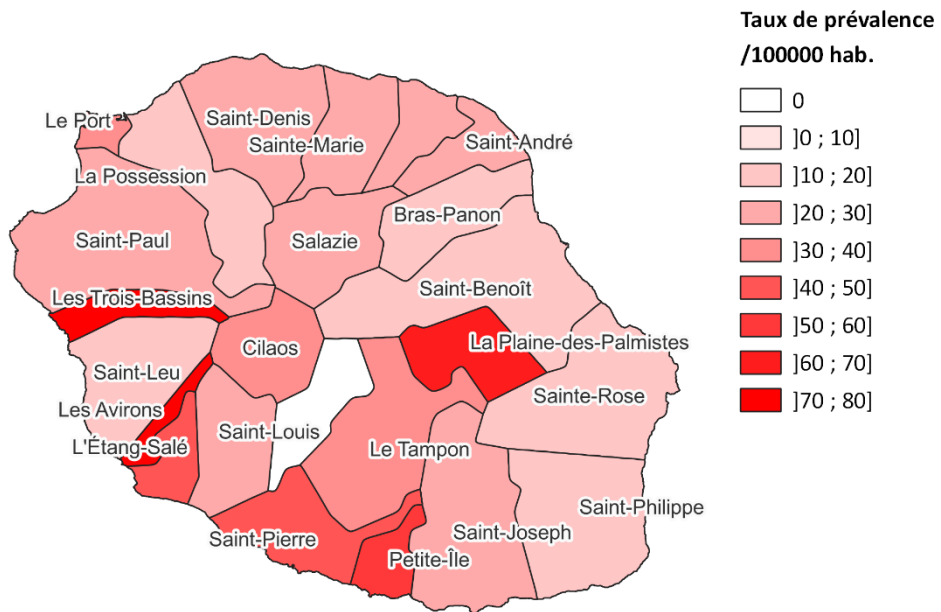 Taux de prévalence
/100000 hab.
0
]0 ; 10]
]10 ; 20]
]20 ; 30]
]30 ; 40]
]40 ; 50]
]50 ; 60]
]60 ; 70]
]70 ; 80]
Le Port
Saint-Denis
Sainte-Marie
Saint-André
La Possession
Bras-Panon
Saint-Paul
Salazie
Les Trois-Bassins
Saint-Benoît
Cilaos
La Plaine-des-Palmistes
Saint-Leu
Sainte-Rose
Les Avirons
Saint-Louis
L'Étang-Salé
Le Tampon
Saint-Philippe
Saint-Pierre
Saint-Joseph
Petite-Île